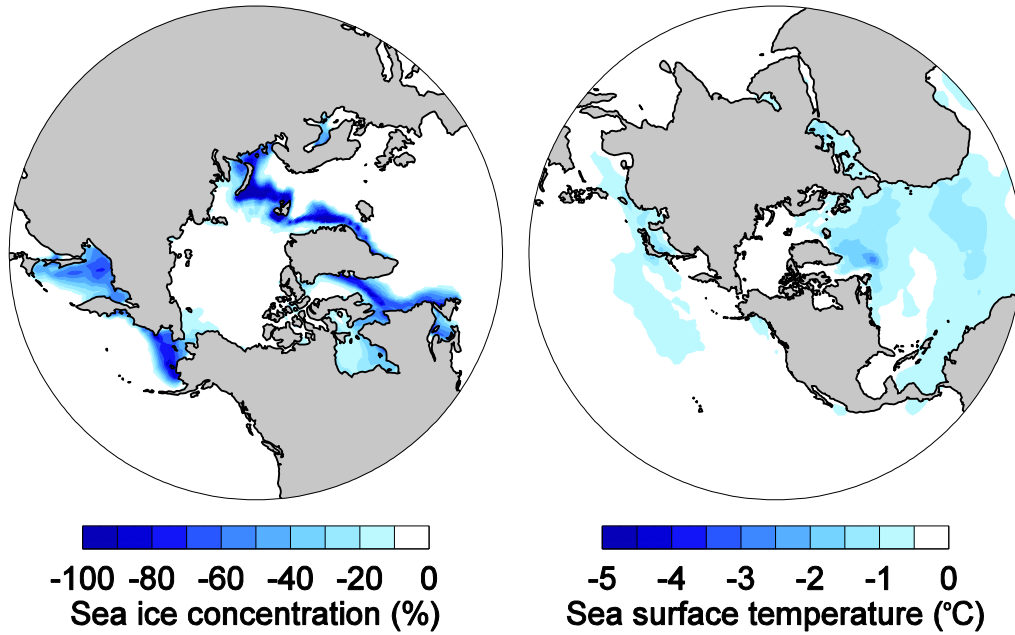 -100 -80 -60 -40 -20 0
Sea ice concentration (%)
-5 -4 -3 -2 -1 0
Sea surface temperature (°C)